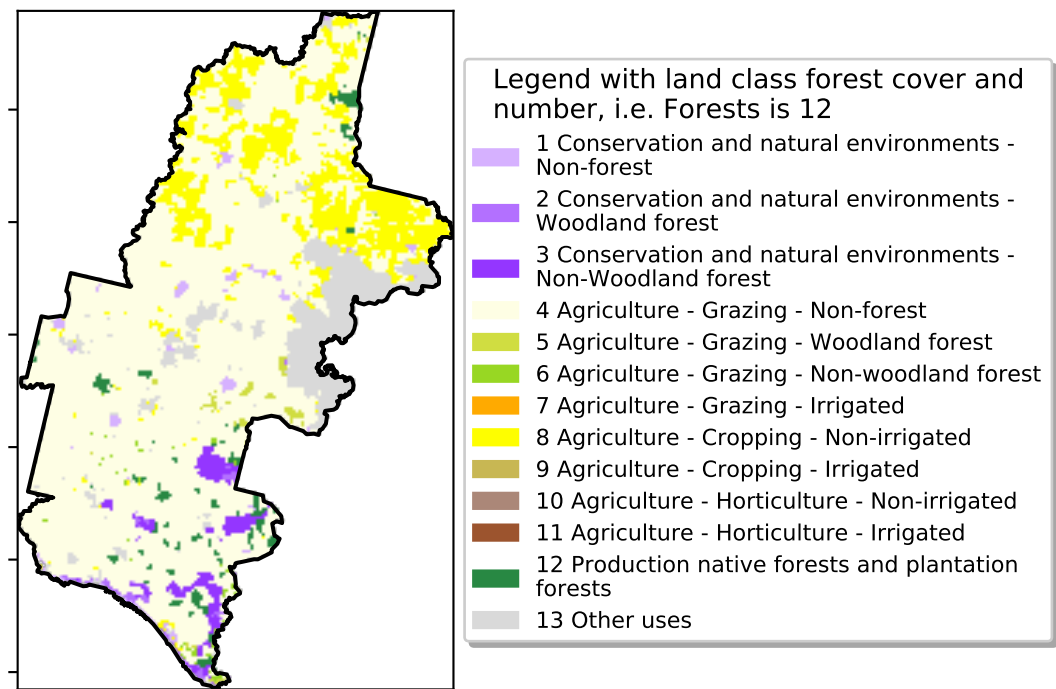 Legend with land class forest cover and
number, i.e. Forests is 12
1 Conservation and natural environments -
Non-forest
2 Conservation and natural environments -
Woodland forest
3 Conservation and natural environments -
Non-Woodland forest
4 Agriculture - Grazing - Non-forest
5 Agriculture - Grazing - Woodland forest
6 Agriculture - Grazing - Non-woodland forest
7 Agriculture - Grazing - Irrigated
8 Agriculture - Cropping - Non-irrigated
9 Agriculture - Cropping - Irrigated
10 Agriculture - Horticulture - Non-irrigated
11 Agriculture - Horticulture - Irrigated
12 Production native forests and plantation
forests
13 Other uses